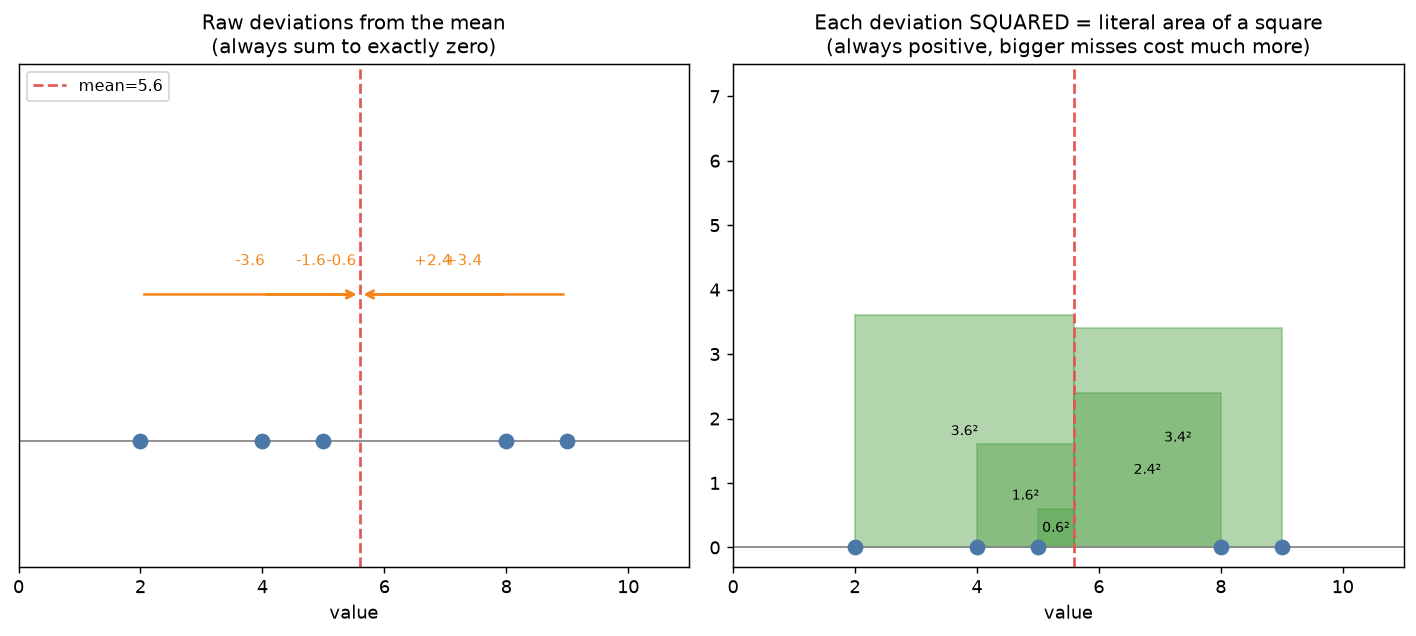 Raw deviations from the mean
(always sum to exactly zero)
mean=5.6
-3.6 -1.6 -0.6 +2.4 +3.4
0 2 4 6 8 10
value
Each deviation SQUARED = literal area of a square
(always positive, bigger misses cost much more)
7
6
5
4
3
2
1
0
3.6²
3.4²
2.4²
1.6²
0.6²
0 2 4 6 8 10
value